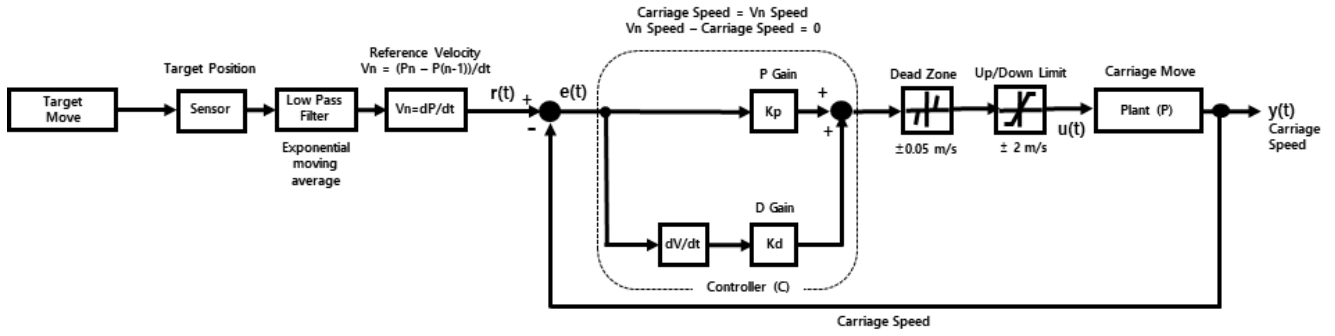 Carriage Speed = Vn Speed
Vn Speed – Carriage Speed = 0
Reference Velocity
Vn = (Pn – P(n-1))/dt
Target Position
P Gain
Dead Zone
Up/Down Limit
Carriage Move
Target
Move
Sensor
Low Pass
Filter
Vn=dP/dt
r(t)
+
-
e(t)
Kp
+
+
u(t)
Plant (P)
y(t)
Carriage
Speed
Exponential
moving
average
±0.05 m/s
± 2 m/s
D Gain
dV/dt
Kd
Controller (C)
Carriage Speed